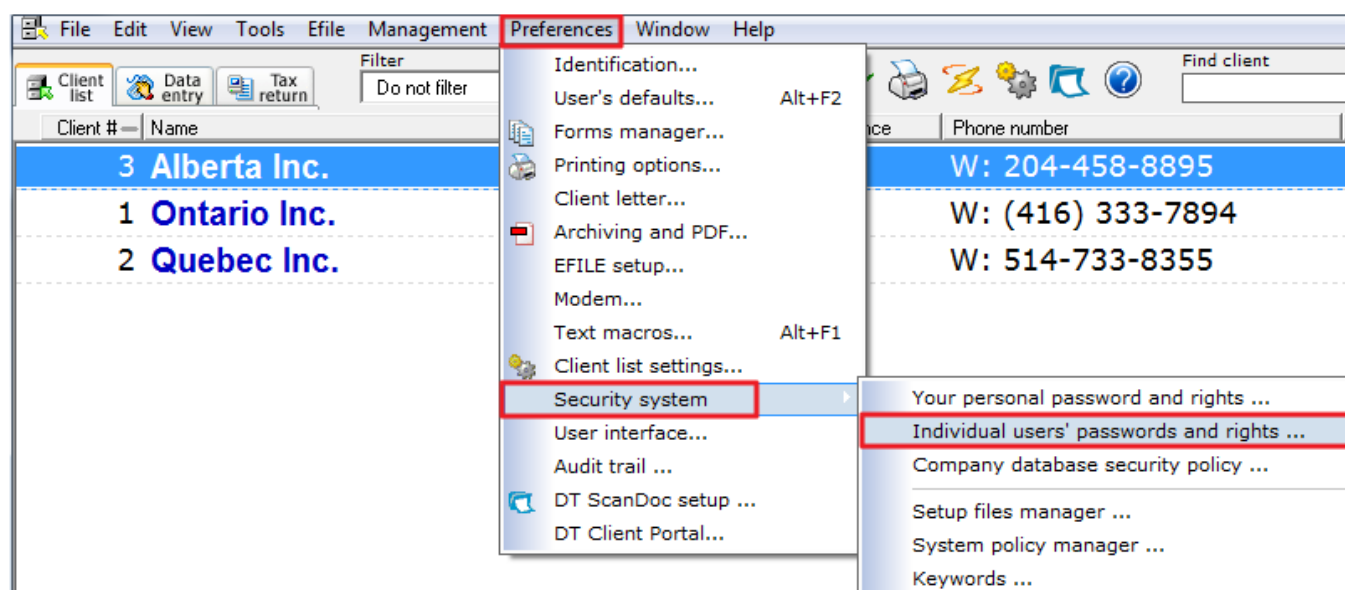 File Edit View Tools Efile Management Preferences Window Help
Client list
Data entry
Tax return
Filter
Do not filter
Find client
Client # Name
Phone number
3 Alberta Inc. W: 204-458-8895
1 Ontario Inc. W: (416) 333-7894
2 Quebec Inc. W: 514-733-8355
Identification...
User's defaults... Alt+F2
Forms manager...
Printing options...
Client letter...
Archiving and PDF...
EFILE setup...
Modem...
Text macros... Alt+F1
Client list settings...
Security system
User interface...
Audit trail ...
DT ScanDoc setup ...
DT Client Portal...
Your personal password and rights ...
Individual users' passwords and rights ...
Company database security policy ...
Setup files manager ...
System policy manager ...
Keywords ...